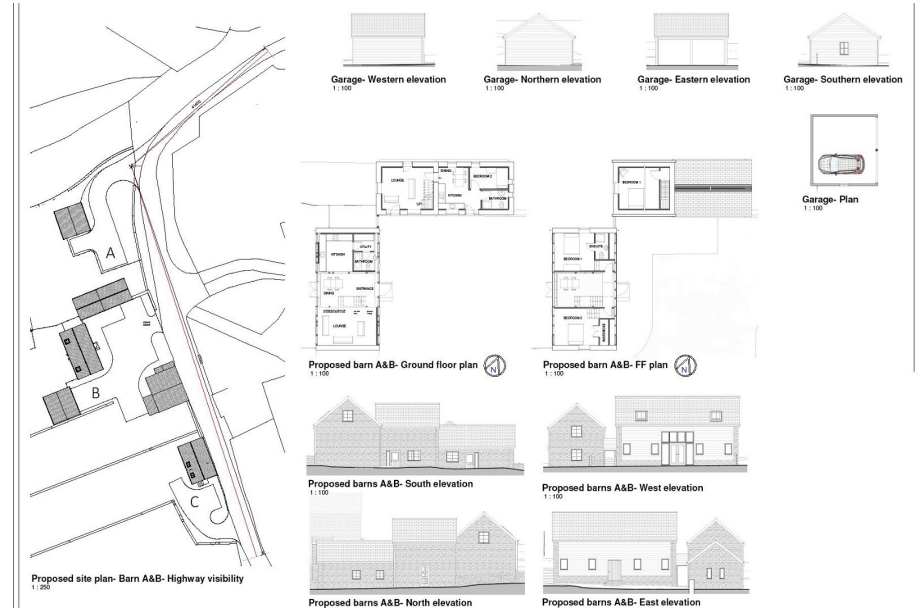 Garage- Western elevation
1 : 100
Garage- Northern elevation
1 : 100
Garage- Eastern elevation
1 : 100
Garage- Southern elevation
1 : 100
Garage- Plan
1 : 100
A
B
C
LOUNGE
UP
DINING
KITCHEN
BEDROOM 2
BATHROOM
KITCHEN
UTILITY
BATHROOM
DINING
ENTRANCE
LOUNGE
Proposed barn A&B- Ground floor plan
1 : 100
N
BEDROOM 1
BEDROOM 1
ENSUITE
BEDROOM 2
WARDROBE
Proposed barn A&B- FF plan
1 : 100
N
Proposed barns A&B- South elevation
1 : 100
Proposed barns A&B- West elevation
1 : 100
Proposed barns A&B- North elevation
Proposed barns A&B- East elevation
Proposed site plan- Barn A&B- Highway visibility
1 : 250